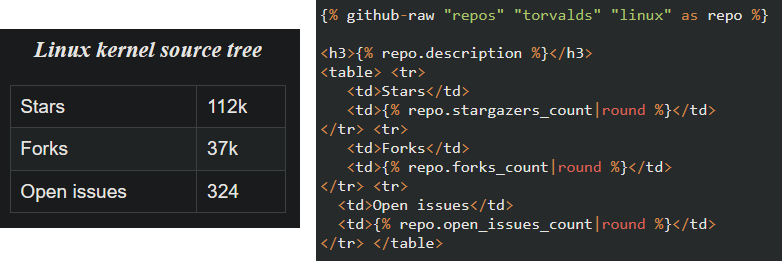 Linux kernel source tree
Stars 112k
Forks 37k
Open issues 324
{% github-raw "repos" "torvalds" "linux" as repo %}
<h3>{% repo.description %}</h3>
<table> <tr>
<td>Stars</td>
<td>{% repo.stargazers_count|round %}</td>
</tr> <tr>
<td>Forks</td>
<td>{% repo.forks_count|round %}</td>
</tr> <tr>
<td>Open issues</td>
<td>{% repo.open_issues_count|round %}</td>
</tr> </table>